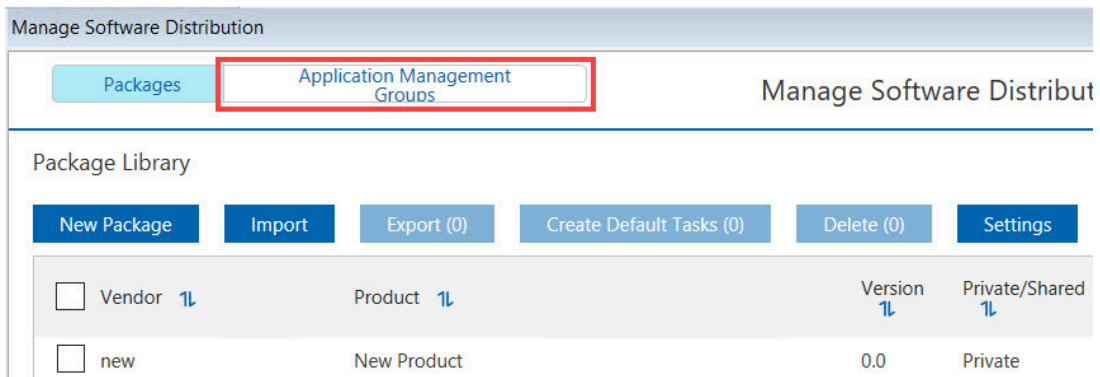 Manage Software Distribution
Packages
Application Management
Groups
Manage Software Distribut
Package Library
New Package Import Export (0) Create Default Tasks (0) Delete (0) Settings
Vendor Product Version Private/Shared
new New Product 0.0 Private